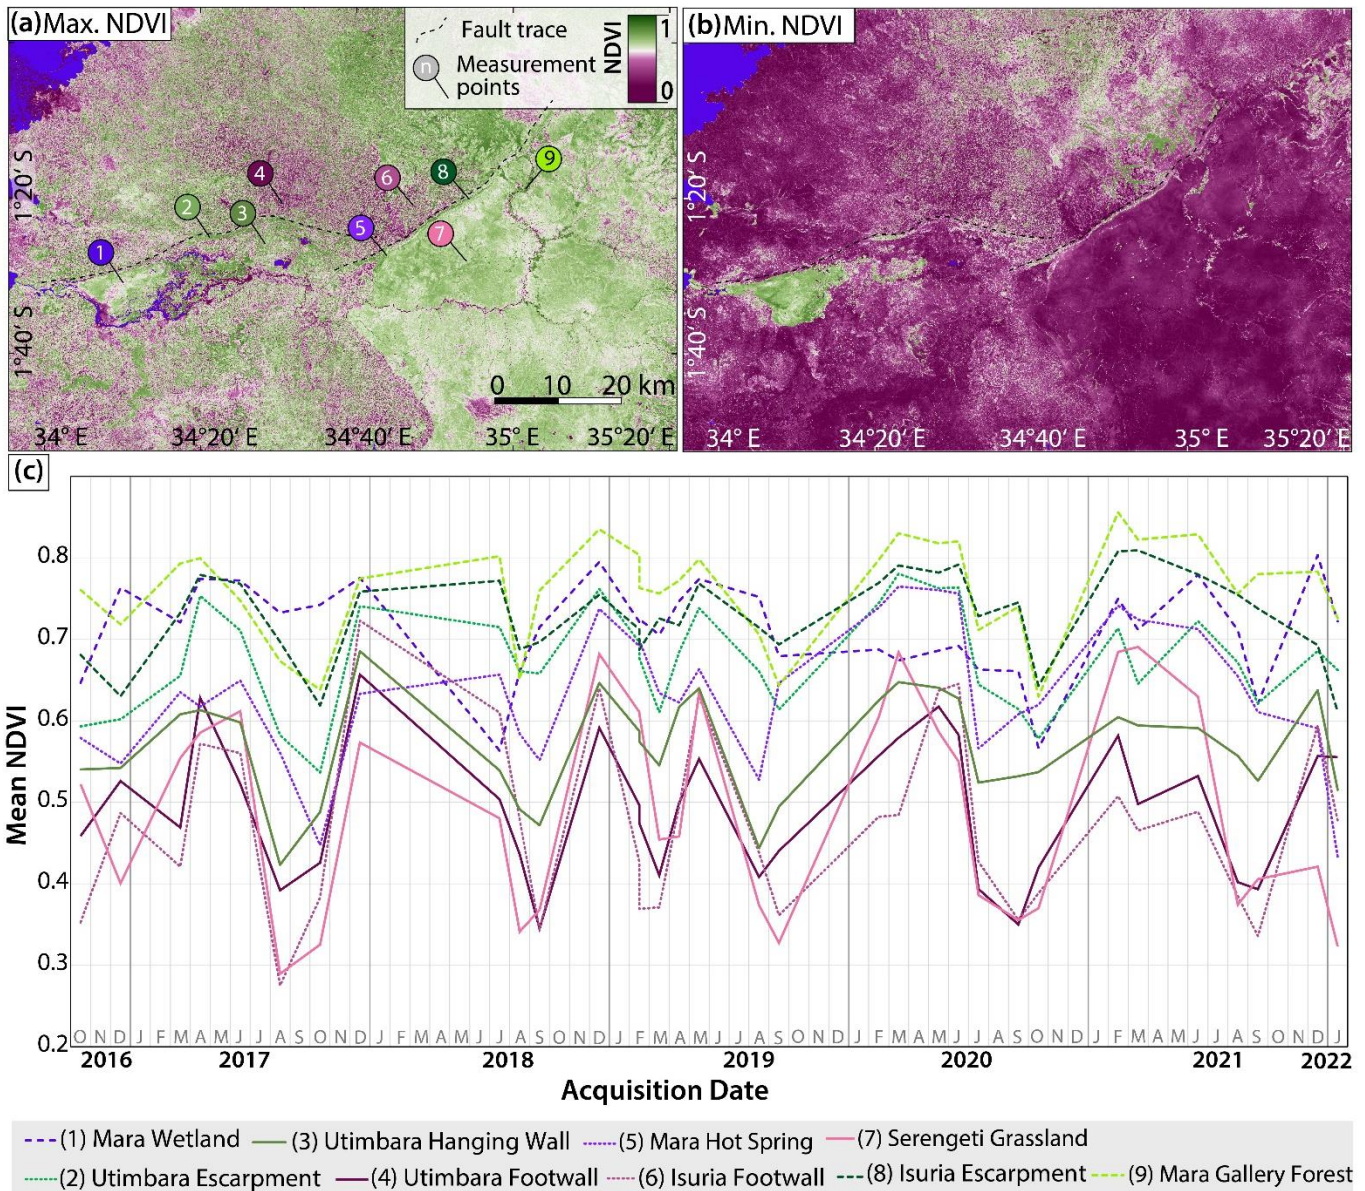 (a) Max. NDVI
Fault trace
n Measurement points
NDVI
1
0
1
2
3
4
5
6
7
8
9
1°20' S
1°40' S
0 10 20 km
34° E 34°20' E 34°40' E 35° E 35°20' E
(b) Min. NDVI
1°20' S
1°40' S
34° E 34°20' E 34°40' E 35° E 35°20' E
(c)
Mean NDVI
0.8
0.7
0.6
0.5
0.4
0.3
0.2
O N D J F M A M J J A S O N D J F M A M J J A S O N D J F M A M J J A S O N D J F M A M J J A S O N D J F M A M J J A S O N D J
2016 2017 2018 2019 2020 2021 2022
Acquisition Date
(1) Mara Wetland (3) Utimbara Hanging Wall (5) Mara Hot Spring (7) Serengeti Grassland
(2) Utimbara Escarpment (4) Utimbara Footwall (6) Isuria Footwall (8) Isuria Escarpment (9) Mara Gallery Forest